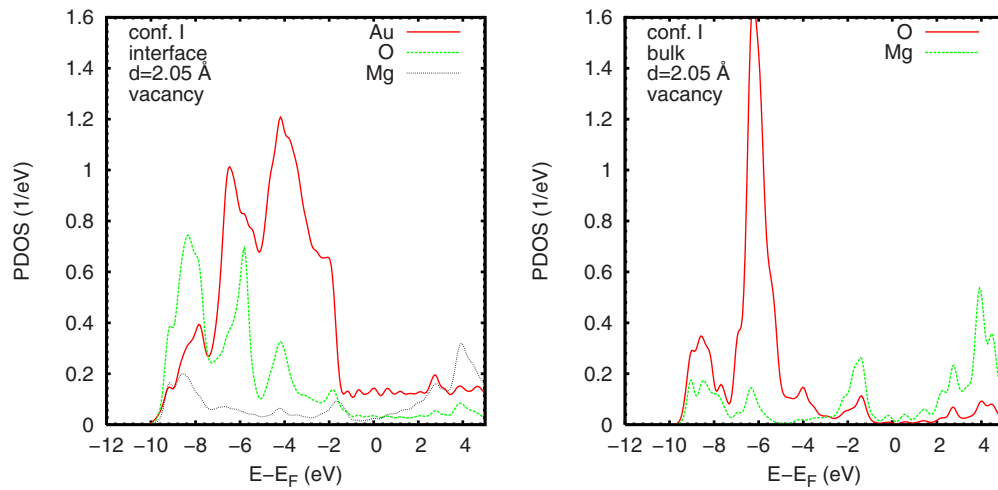 1.6
1.4
1.2
1
0.8
0.6
0.4
0.2
0
PDOS (1/eV)
conf. I
interface
d=2.05 Å
vacancy
Au
O
Mg
−12 −10 −8 −6 −4 −2 0 2 4
E−E_F (eV)
1.6
1.4
1.2
1
0.8
0.6
0.4
0.2
0
PDOS (1/eV)
conf. I
bulk
d=2.05 Å
vacancy
O
Mg
−12 −10 −8 −6 −4 −2 0 2 4
E−E_F (eV)